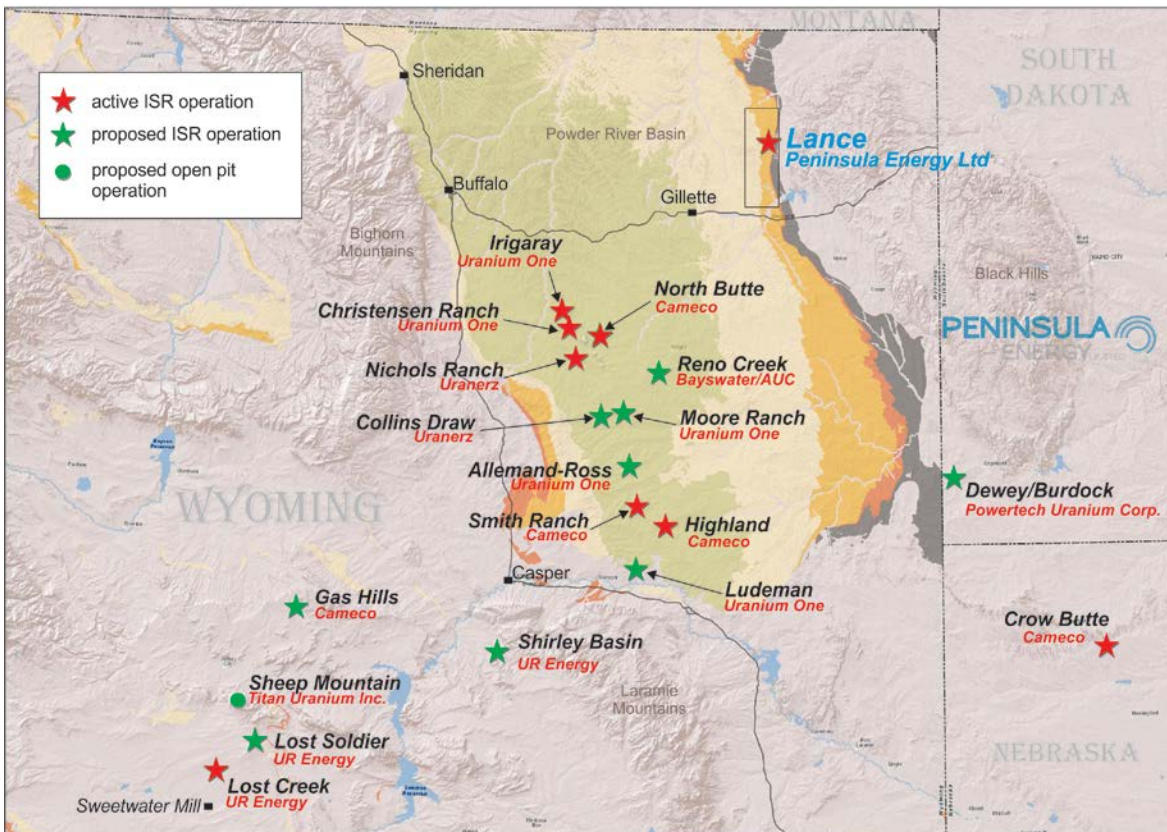 MONTANA
SOUTH
DAKOTA
active ISR operation
proposed ISR operation
proposed open pit
operation
Sheridan
Powder River Basin
Lance
Peninsula Energy Ltd
Buffalo
Gillette
Bighorn
Mountains
Irigaray
Uranium One
North Butte
Cameco
Black Hills
RAPID CITY
Christensen Ranch
Uranium One
PENINSULA
ENERGY
Nichols Ranch
Uranerz
Reno Creek
Bayswater/AUC
Collins Draw
Uranerz
Moore Ranch
Uranium One
Allemand-Ross
Uranium One
WYOMING
Dewey/Burdock
Powertech Uranium Corp.
Smith Ranch
Cameco
Highland
Cameco
Casper
Ludeman
Uranium One
Gas Hills
Cameco
Crow Butte
Cameco
Shirley Basin
UR Energy
Sheep Mountain
Titan Uranium Inc.
Laramie
Mountains
Lost Soldier
UR Energy
NEBRASKA
Lost Creek
UR Energy
Sweetwater Mill